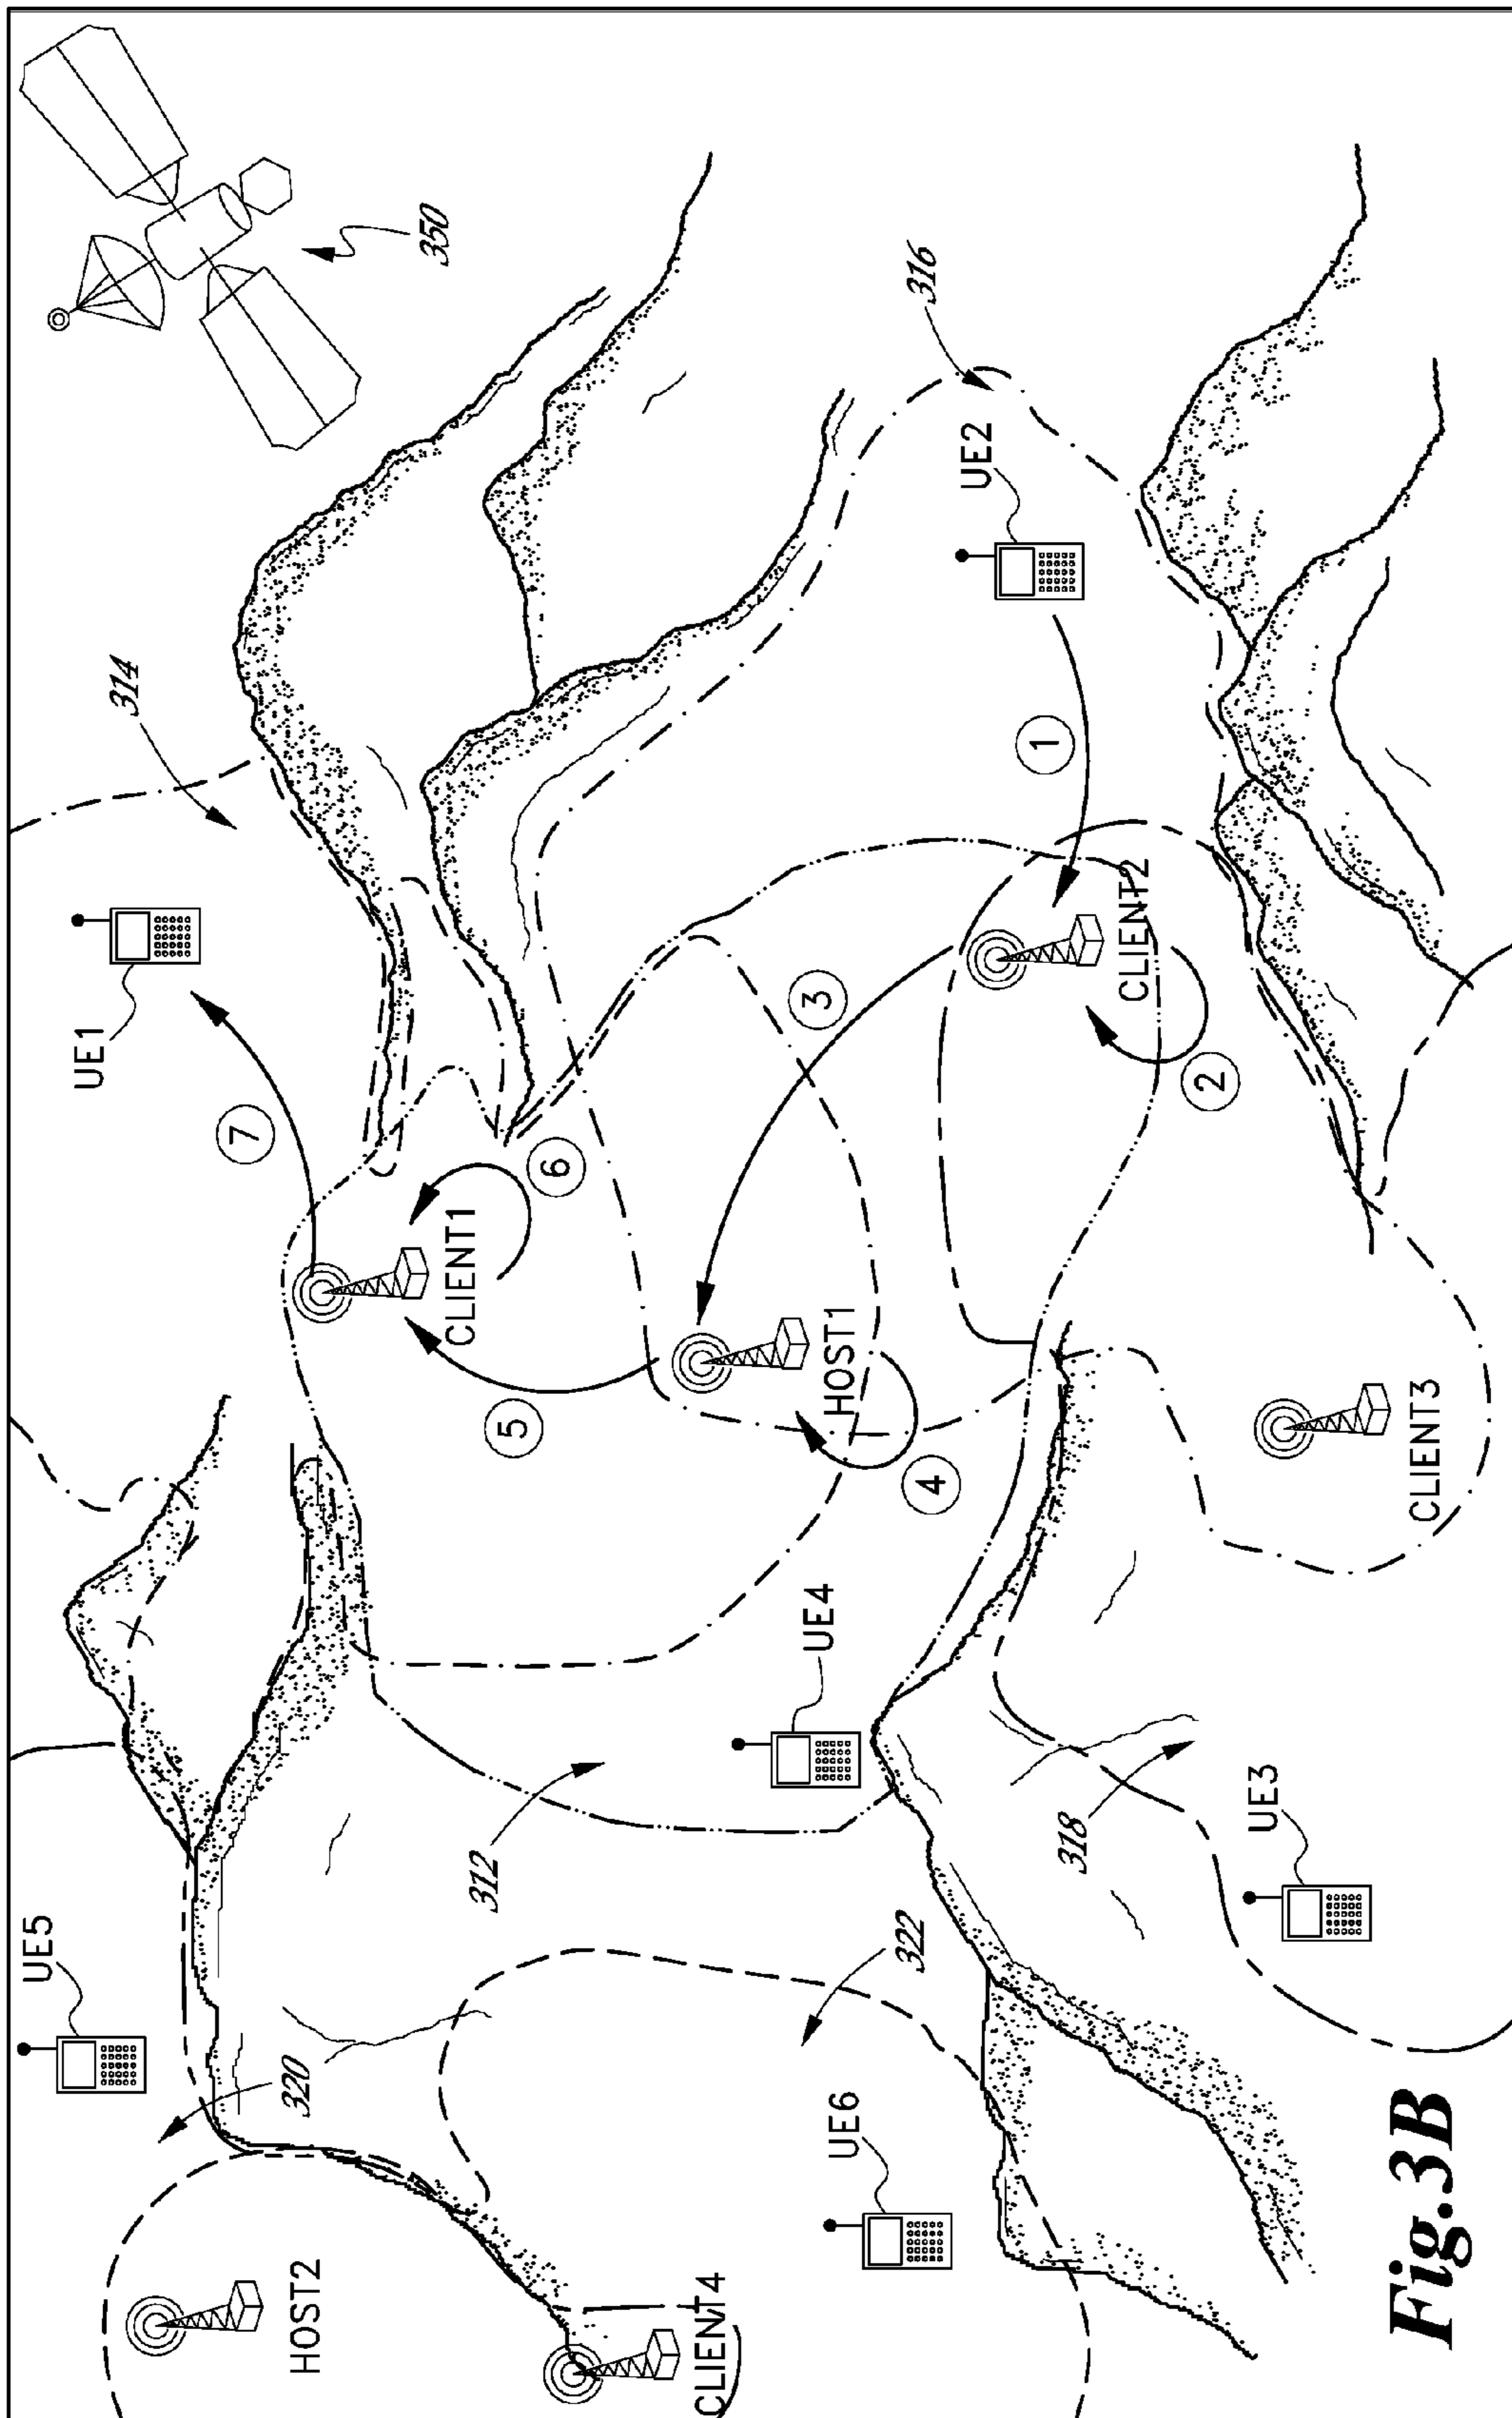 350
316
314
UE2
UE1
1
CLIENT2
3
2
7
6
CLIENT1
HOST1
5
4
CLIENT3
UE4
UE3
312
318
322
UE5
320
UE6
HOST2
CLIENT4
Fig.3B